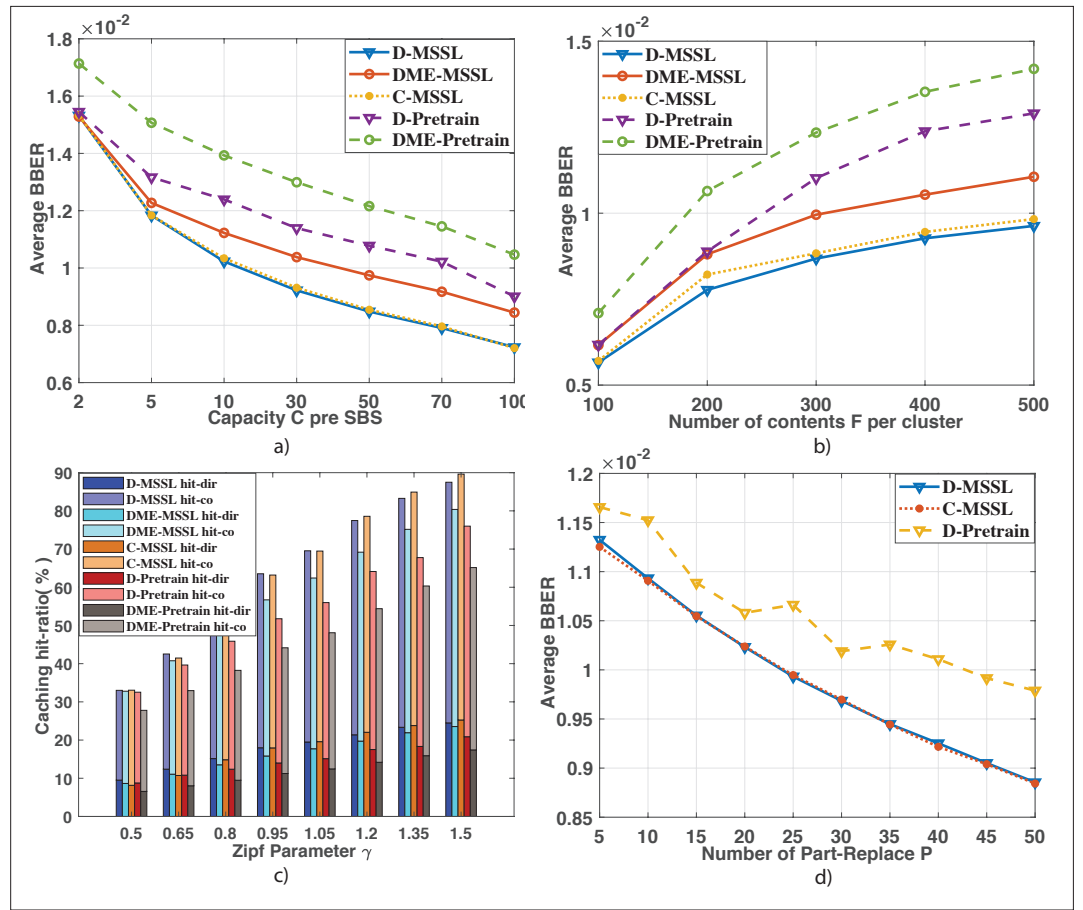 ×10-2
1.8
1.6
1.4
1.2
1
0.8
0.6
Average BBER
D-MSSL
DME-MSSL
C-MSSL
D-Pretrain
DME-Pretrain
2 5 10 30 50 70 100
Capacity C pre SBS
a)
×10-2
1.5
1
0.5
Average BBER
D-MSSL
DME-MSSL
C-MSSL
D-Pretrain
DME-Pretrain
100 200 300 400 500
Number of contents F per cluster
b)
90
80
70
60
50
40
30
20
10
0
Caching hit-ratio( % )
D-MSSL hit-dir
D-MSSL hit-co
DME-MSSL hit-dir
DME-MSSL hit-co
C-MSSL hit-dir
C-MSSL hit-co
D-Pretrain hit-dir
D-Pretrain hit-co
DME-Pretrain hit-dir
DME-Pretrain hit-co
0.5 0.65 0.8 0.95 1.05 1.2 1.35 1.5
Zipf Parameter γ
c)
×10-2
1.2
1.15
1.1
1.05
1
0.95
0.9
0.85
Average BBER
D-MSSL
C-MSSL
D-Pretrain
5 10 15 20 25 30 35 40 45 50
Number of Part-Replace P
d)